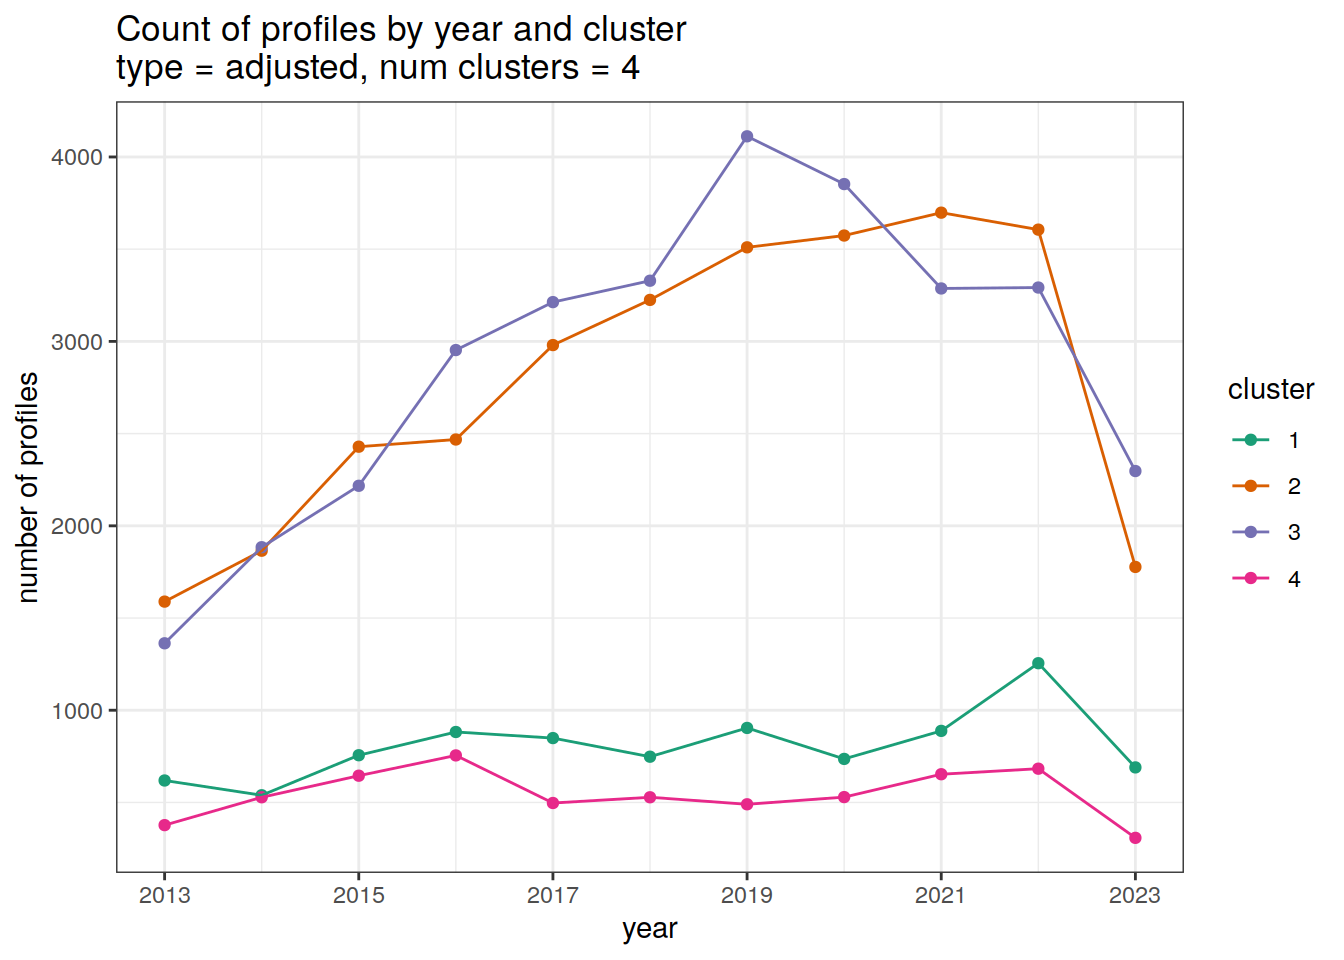 Count of profiles by year and cluster
type = adjusted, num clusters = 4
4000
3000
2000
1000
number of profiles
2013 2015 2017 2019 2021 2023
year
cluster
1
2
3
4